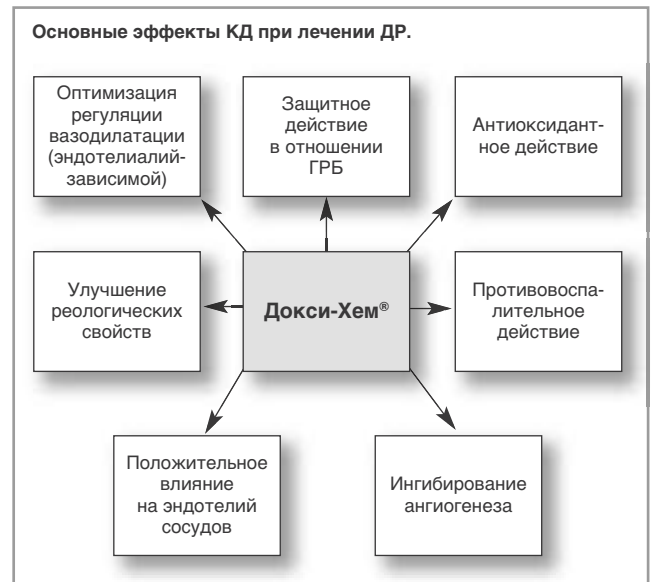 Основные эффекты КД при лечении ДР.
Оптимизация
регуляции
вазодилатации
(эндотелиалий-
зависимой)
Защитное
действие
в отношении
ГРБ
Антиоксидант-
ное действие
Улучшение
реологических
свойств
Докси-Хем®
Противовоспа-
лительное
действие
Положительное
влияние
на эндотелий
сосудов
Ингибирование
ангиогенеза